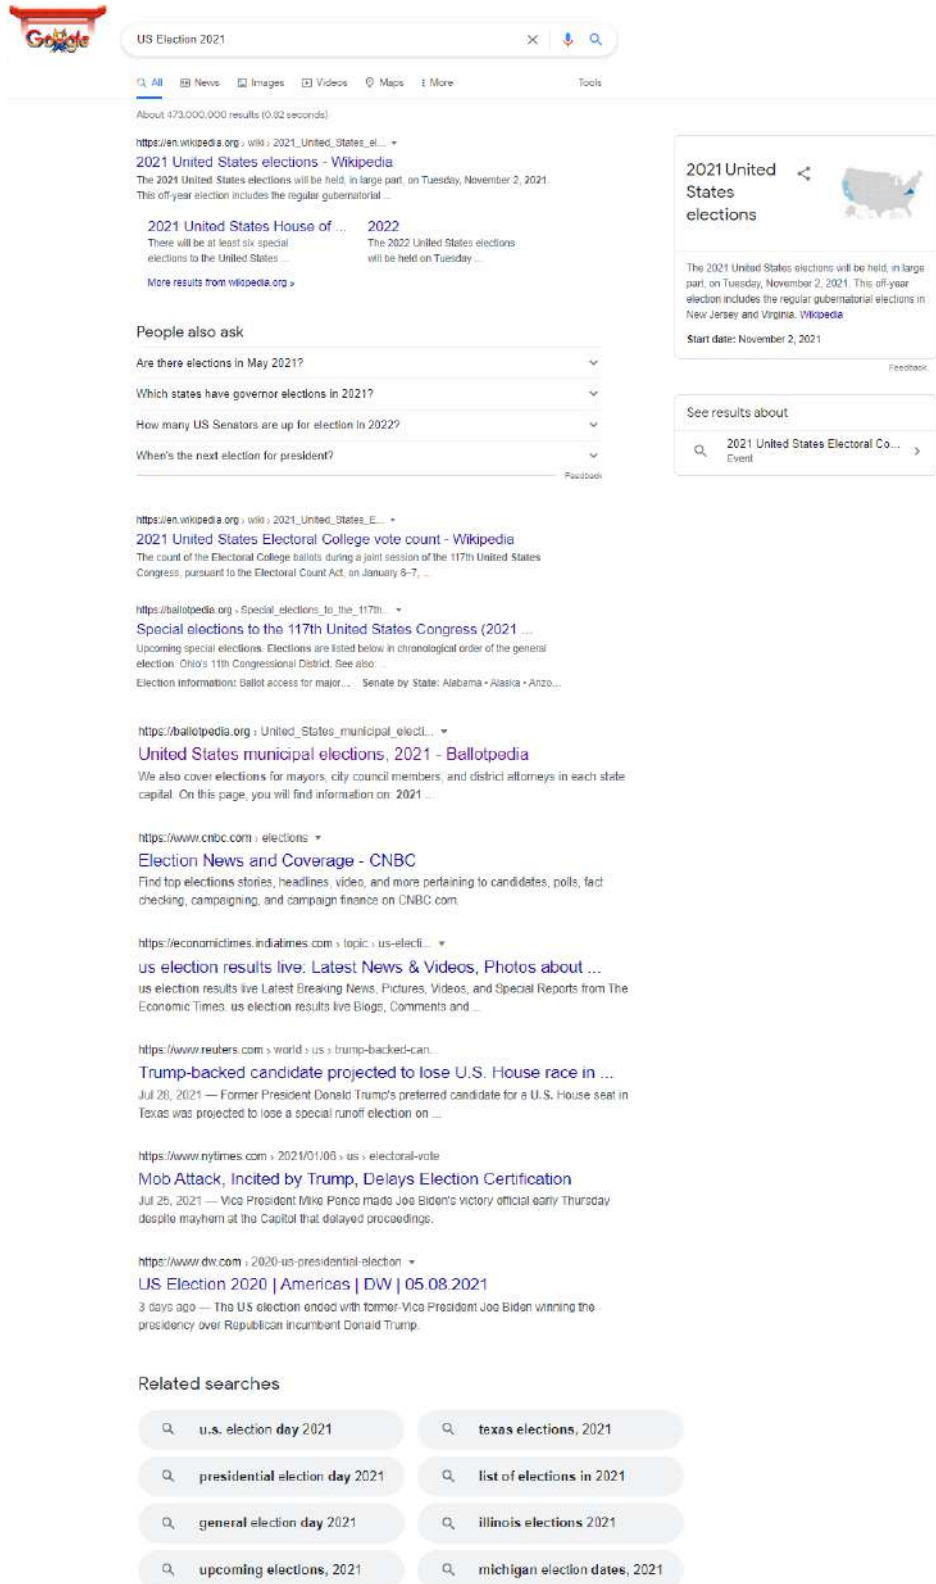 Google
US Election 2021
All News Images Videos Maps More Tools
About 473,000,000 results (0.82 seconds)
https://en.wikipedia.org › wiki › 2021_United_States_el...
2021 United States elections - Wikipedia
The 2021 United States elections will be held, in large part, on Tuesday, November 2, 2021.
This off-year election includes the regular gubernatorial ...
2021 United States House of ...
There will be at least six special
elections to the United States ...
2022
The 2022 United States elections
will be held on Tuesday ...
More results from wikipedia.org »
People also ask
Are there elections in May 2021?
Which states have governor elections in 2021?
How many US Senators are up for election in 2022?
When's the next election for president?
Feedback
2021 United
States
elections
The 2021 United States elections will be held, in large
part, on Tuesday, November 2, 2021. This off-year
election includes the regular gubernatorial elections in
New Jersey and Virginia. Wikipedia
Start date: November 2, 2021
Feedback
See results about
2021 United States Electoral Co...
Event
https://en.wikipedia.org › wiki › 2021_United_States_E...
2021 United States Electoral College vote count - Wikipedia
The count of the Electoral College ballots during a joint session of the 117th United States
Congress, pursuant to the Electoral Count Act, on January 6–7, ...
https://ballotpedia.org › Special_elections_to_the_117th...
Special elections to the 117th United States Congress (2021 ...
Upcoming special elections. Elections are listed below in chronological order of the general
election. Ohio's 11th Congressional District. See also: ...
Election information: Ballot access for major... Senate by State: Alabama • Alaska • Arizo...
https://ballotpedia.org › United_States_municipal_electi...
United States municipal elections, 2021 - Ballotpedia
We also cover elections for mayors, city council members, and district attorneys in each state
capital. On this page, you will find information on: 2021 ...
https://www.cnbc.com › elections
Election News and Coverage - CNBC
Find top elections stories, headlines, video, and more pertaining to candidates, polls, fact
checking, campaigning, and campaign finance on CNBC.com.
https://economictimes.indiatimes.com › topic › us-electi...
us election results live: Latest News & Videos, Photos about ...
us election results live Latest Breaking News, Pictures, Videos, and Special Reports from The
Economic Times. us election results live Blogs, Comments and ...
https://www.reuters.com › world › us › trump-backed-can...
Trump-backed candidate projected to lose U.S. House race in ...
Jul 28, 2021 — Former President Donald Trump's preferred candidate for a U.S. House seat in
Texas was projected to lose a special runoff election on ...
https://www.nytimes.com › 2021/01/06 › us › electoral-vote
Mob Attack, Incited by Trump, Delays Election Certification
Jul 25, 2021 — Vice President Mike Pence made Joe Biden's victory official early Thursday
despite mayhem at the Capitol that delayed proceedings.
https://www.dw.com › 2020-us-presidential-election
US Election 2020 | Americas | DW | 05.08.2021
3 days ago — The US election ended with former-Vice President Joe Biden winning the
presidency over Republican incumbent Donald Trump.
Related searches
u.s. election day 2021
texas elections, 2021
presidential election day 2021
list of elections in 2021
general election day 2021
illinois elections 2021
upcoming elections, 2021
michigan election dates, 2021